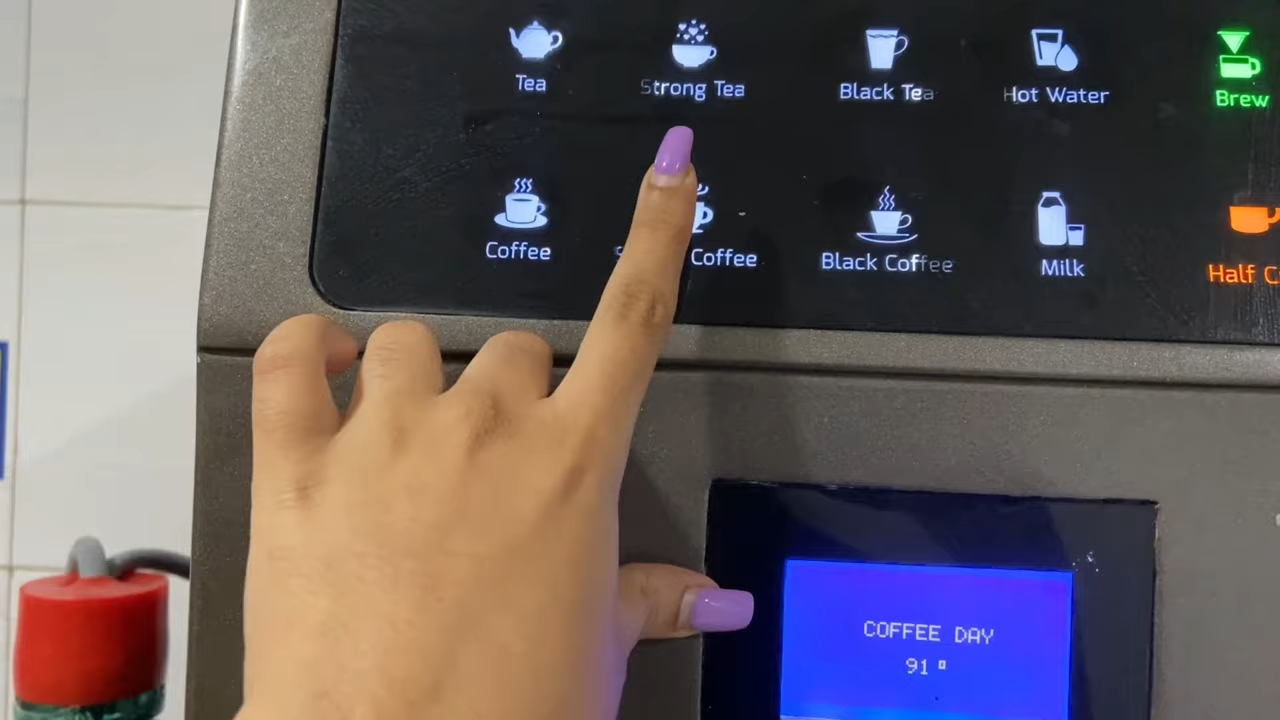 Tea
Strong Tea
Black Tea
Hot Water
Brew
Coffee
Coffee
Black Coffee
Milk
Half
COFFEE DAY
91